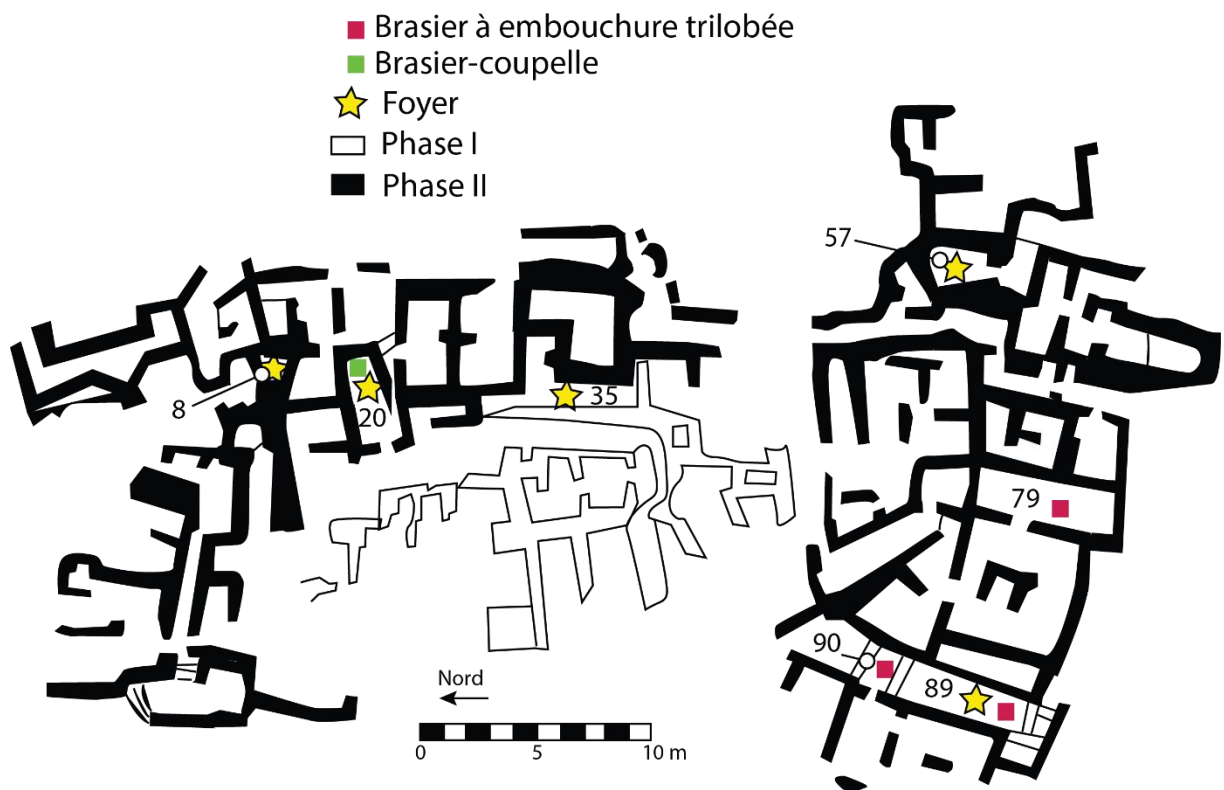 Brasier à embouchure trilobée
Brasier-coupelle
Foyer
Phase I
Phase II
57
8
20
35
79
90
89
Nord
0 5 10 m